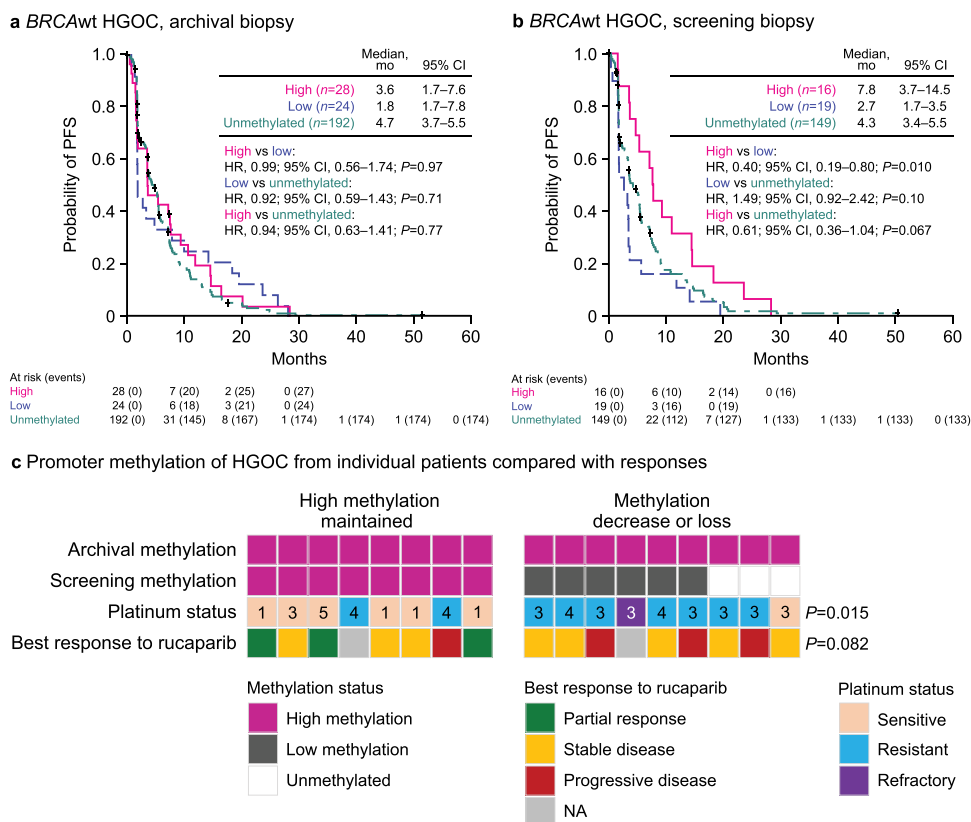 a BRCAwt HGOC, archival biopsy
Median, mo 95% CI
High (n=28) 3.6 1.7–7.6
Low (n=24) 1.8 1.7–7.8
Unmethylated (n=192) 4.7 3.7–5.5
High vs low:
HR, 0.99; 95% CI, 0.56–1.74; P=0.97
Low vs unmethylated:
HR, 0.92; 95% CI, 0.59–1.43; P=0.71
High vs unmethylated:
HR, 0.94; 95% CI, 0.63–1.41; P=0.77
Probability of PFS
1.0
0.8
0.6
0.4
0.2
0
0 10 20 30 40 50 60
Months
At risk (events)
High 28 (0) 7 (20) 2 (25) 0 (27)
Low 24 (0) 6 (18) 3 (21) 0 (24)
Unmethylated 192 (0) 31 (145) 8 (167) 1 (174) 1 (174) 1 (174) 0 (174)
b BRCAwt HGOC, screening biopsy
Median, mo 95% CI
High (n=16) 7.8 3.7–14.5
Low (n=19) 2.7 1.7–3.5
Unmethylated (n=149) 4.3 3.4–5.5
High vs low:
HR, 0.40; 95% CI, 0.19–0.80; P=0.010
Low vs unmethylated:
HR, 1.49; 95% CI, 0.92–2.42; P=0.10
High vs unmethylated:
HR, 0.61; 95% CI, 0.36–1.04; P=0.067
Probability of PFS
1.0
0.8
0.6
0.4
0.2
0
0 10 20 30 40 50 60
Months
At risk (events)
High 16 (0) 6 (10) 2 (14) 0 (16)
Low 19 (0) 3 (16) 0 (19)
Unmethylated 149 (0) 22 (112) 7 (127) 1 (133) 1 (133) 1 (133) 0 (133)
c Promoter methylation of HGOC from individual patients compared with responses
High methylation maintained
Methylation decrease or loss
Archival methylation
Screening methylation
Platinum status 1 3 5 4 1 1 4 1 3 4 3 3 4 3 3 3 3 P=0.015
Best response to rucaparib P=0.082
Methylation status
High methylation
Low methylation
Unmethylated
Best response to rucaparib
Partial response
Stable disease
Progressive disease
NA
Platinum status
Sensitive
Resistant
Refractory